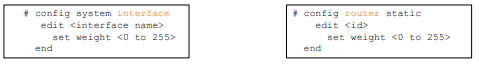 # config system interface
edit <interface name>
set weight <0 to 255>
end
# config router static
edit <id>
set weight <0 to 255>
end